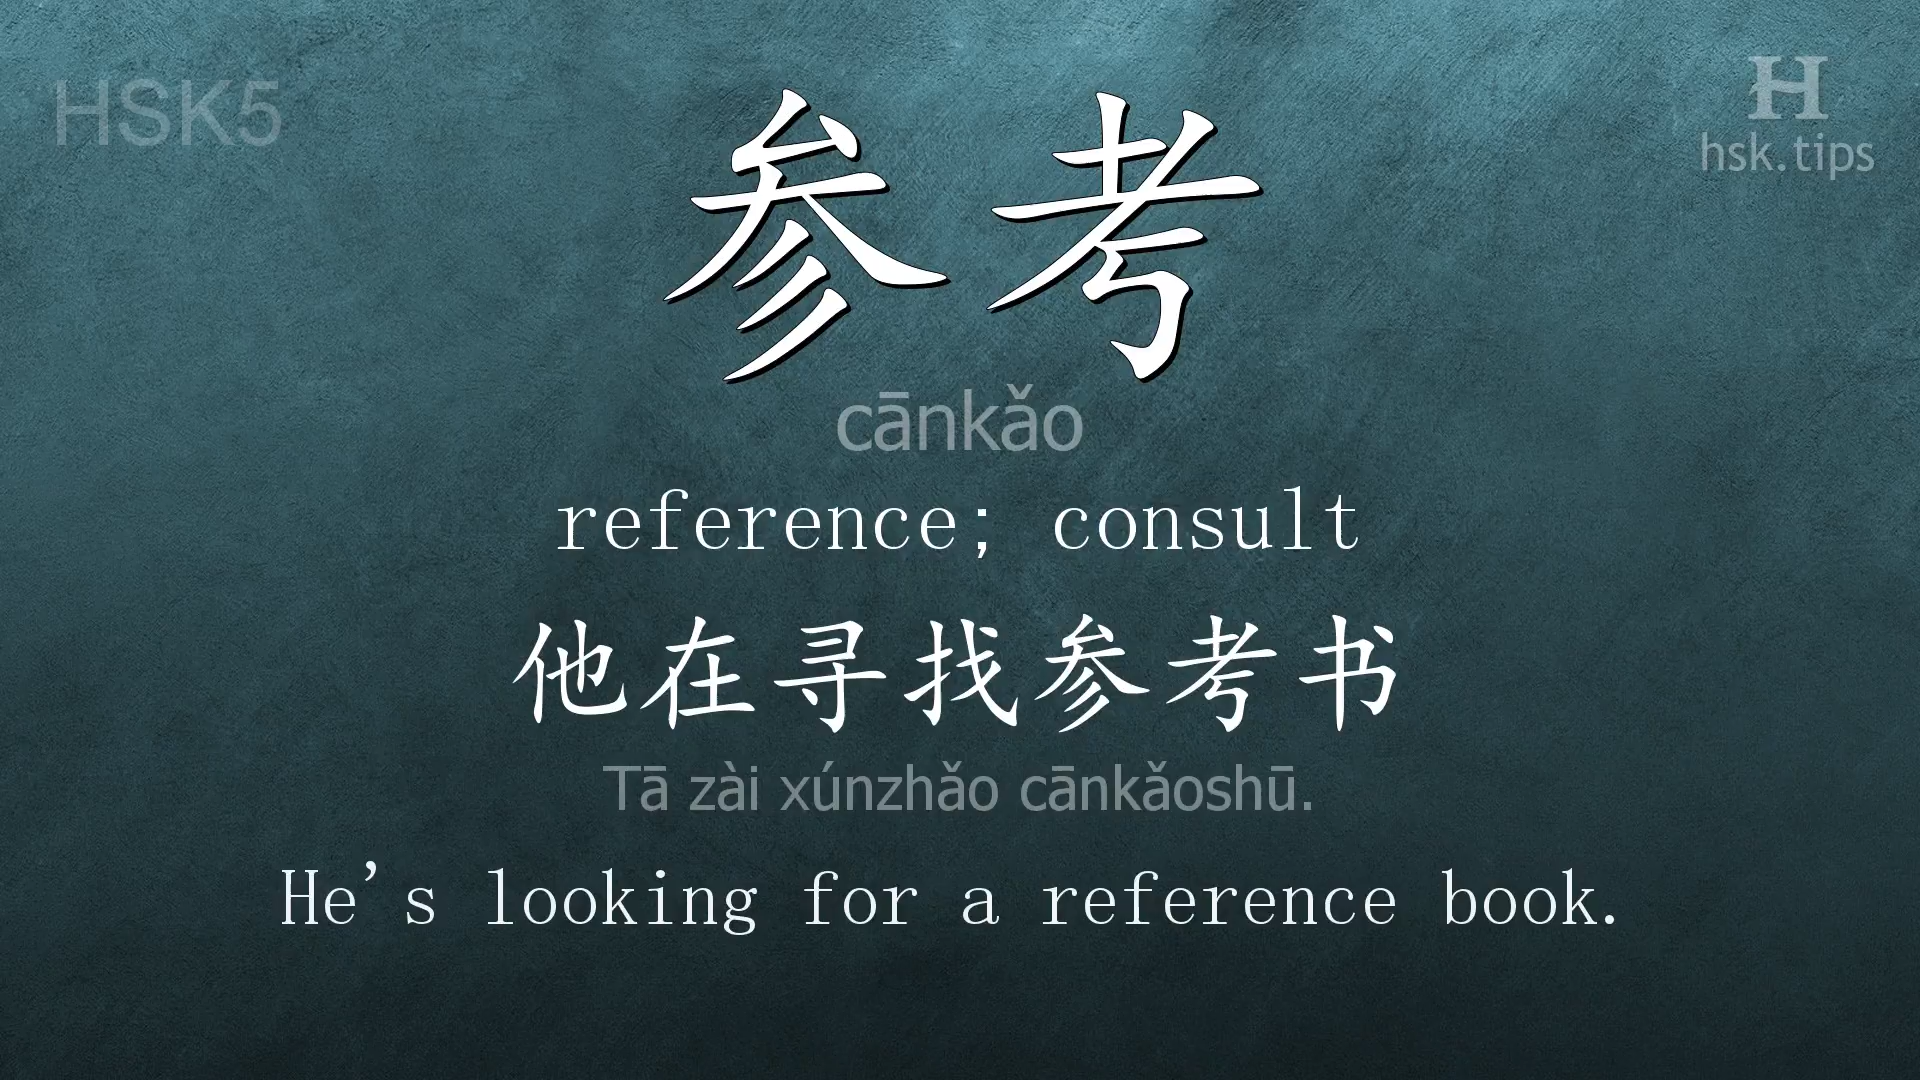 HSK5
H
hsk.tips
参考
cānkǎo
reference; consult
他在寻找参考书
Tā zài xúnzhǎo cānkǎoshū.
He's looking for a reference book.